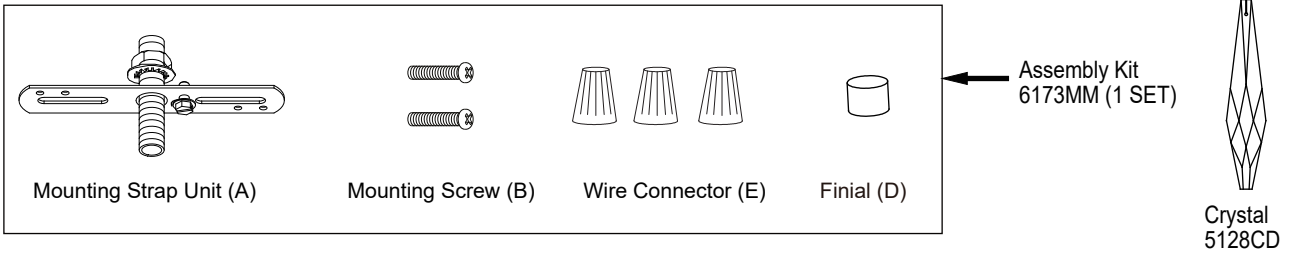 Mounting Strap Unit (A)
Mounting Screw (B)
Wire Connector (E)
Finial (D)
Assembly Kit
6173MM (1 SET)
Crystal
5128CD